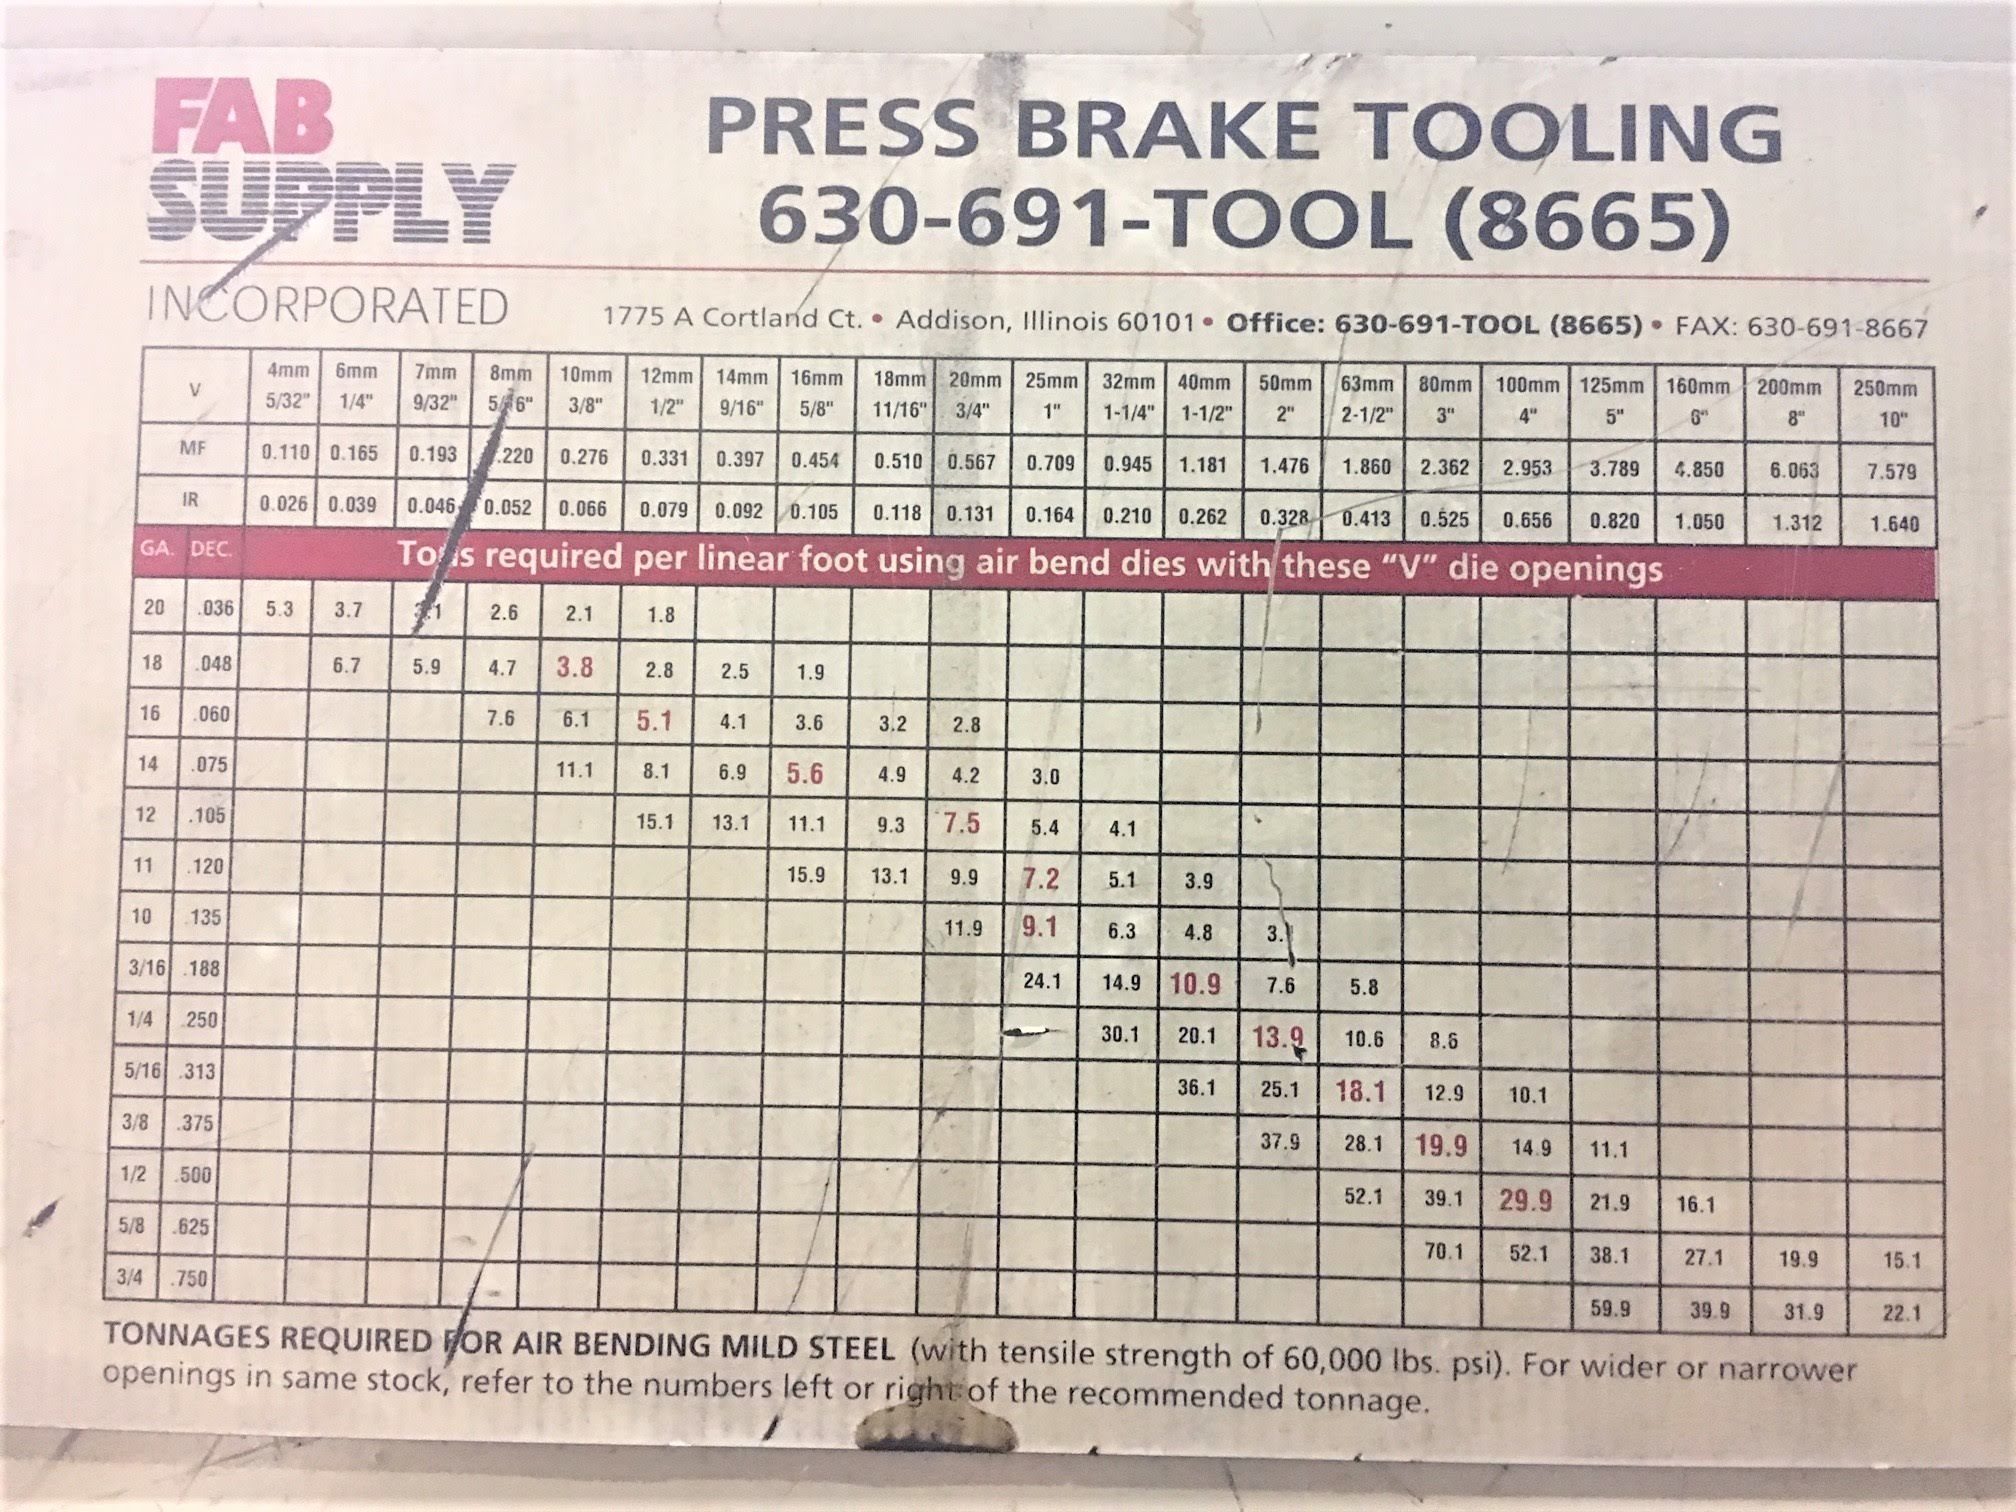 FAB
SUPPLY
INCORPORATED
PRESS BRAKE TOOLING
630-691-TOOL (8665)
1775 A Cortland Ct. • Addison, Illinois 60101 • Office: 630-691-TOOL (8665) • FAX: 630-691-8667
V 4mm 6mm 7mm 8mm 10mm 12mm 14mm 16mm 18mm 20mm 25mm 32mm 40mm 50mm 63mm 80mm 100mm 125mm 160mm 200mm 250mm
5/32" 1/4" 9/32" 5/16" 3/8" 1/2" 9/16" 5/8" 11/16" 3/4" 1" 1-1/4" 1-1/2" 2" 2-1/2" 3" 4" 5" 6" 8" 10"
MF 0.110 0.165 0.193 .220 0.276 0.331 0.397 0.454 0.510 0.567 0.709 0.945 1.181 1.476 1.860 2.362 2.953 3.789 4.850 6.063 7.579
IR 0.026 0.039 0.046 0.052 0.066 0.079 0.092 0.105 0.118 0.131 0.164 0.210 0.262 0.328 0.413 0.525 0.656 0.820 1.050 1.312 1.640
GA. DEC. Tons required per linear foot using air bend dies with these "V" die openings
20 .036 5.3 3.7 2.6 2.1 1.8
18 .048 6.7 5.9 4.7 3.8 2.8 2.5 1.9
16 .060 7.6 6.1 5.1 4.1 3.6 3.2 2.8
14 .075 11.1 8.1 6.9 5.6 4.9 4.2 3.0
12 .105 15.1 13.1 11.1 9.3 7.5 5.4 4.1
11 .120 15.9 13.1 9.9 7.2 5.1 3.9
10 .135 11.9 9.1 6.3 4.8
3/16 .188 24.1 14.9 10.9 7.6 5.8
1/4 .250 30.1 20.1 13.9 10.6 8.6
5/16 .313 36.1 25.1 18.1 12.9 10.1
3/8 .375 37.9 28.1 19.9 14.9 11.1
1/2 .500 52.1 39.1 29.9 21.9 16.1
5/8 .625 70.1 52.1 38.1 27.1 19.9 15.1
3/4 .750 59.9 39.9 31.9 22.1
TONNAGES REQUIRED FOR AIR BENDING MILD STEEL (with tensile strength of 60,000 lbs. psi). For wider or narrower
openings in same stock, refer to the numbers left or right of the recommended tonnage.